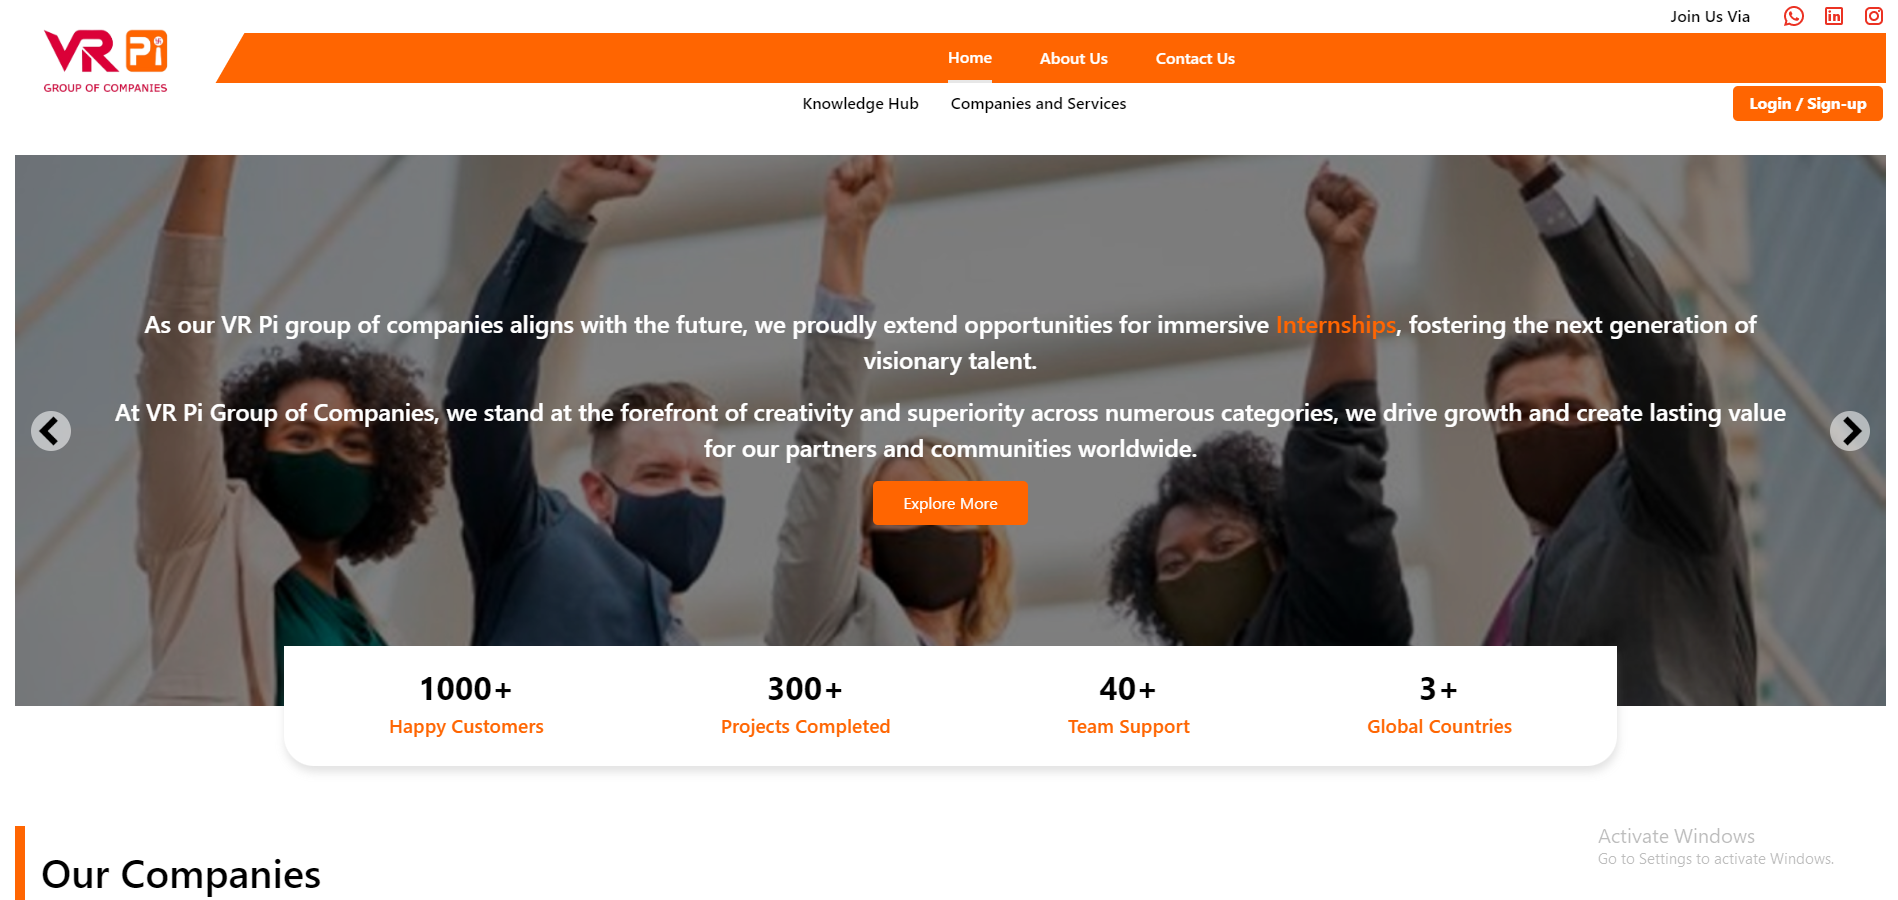 Join Us Via
VR Pi
GROUP OF COMPANIES
Home About Us Contact Us
Knowledge Hub Companies and Services
Login / Sign-up
As our VR Pi group of companies aligns with the future, we proudly extend opportunities for immersive Internships, fostering the next generation of
visionary talent.
At VR Pi Group of Companies, we stand at the forefront of creativity and superiority across numerous categories, we drive growth and create lasting value
for our partners and communities worldwide.
Explore More
1000+ 300+ 40+ 3+
Happy Customers Projects Completed Team Support Global Countries
Our Companies
Activate Windows
Go to Settings to activate Windows.